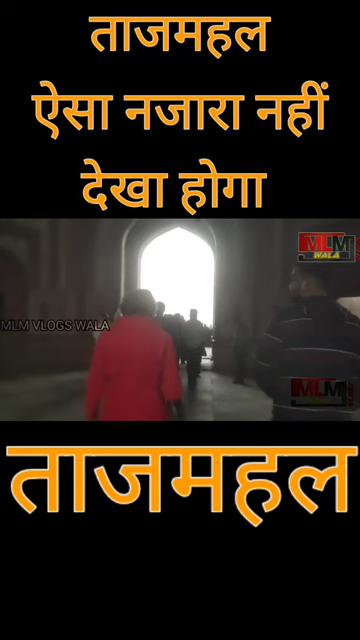 ताजमहल
ऐसा नजारा नहीं
देखा होगा
MLM
WALA
MLM VLOGS WALA
MLM
ताजमहल